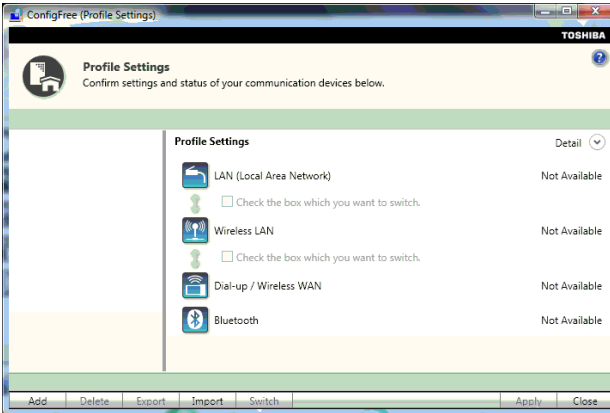 ConfigFree (Profile Settings)
TOSHIBA
Profile Settings
Confirm settings and status of your communication devices below.
Profile Settings
Detail
LAN (Local Area Network) Not Available
Check the box which you want to switch.
Wireless LAN Not Available
Check the box which you want to switch.
Dial-up / Wireless WAN Not Available
Bluetooth Not Available
Add Delete Export Import Switch Apply Close